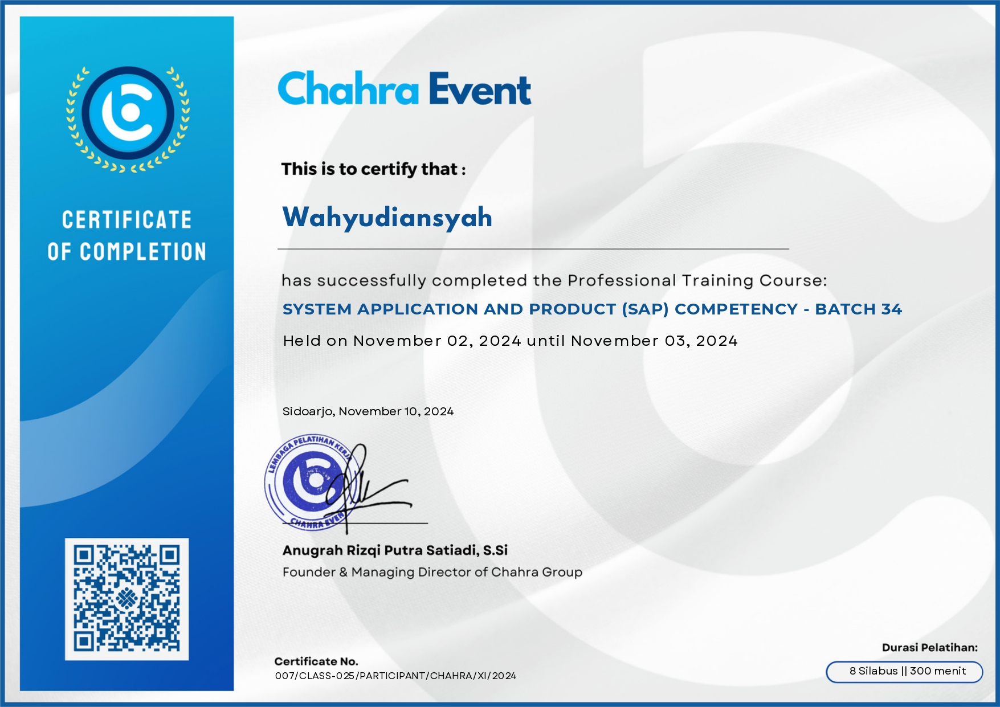 CERTIFICATE
OF COMPLETION
Chahra Event
This is to certify that :
Wahyudiansyah
has successfully completed the Professional Training Course:
SYSTEM APPLICATION AND PRODUCT (SAP) COMPETENCY - BATCH 34
Held on November 02, 2024 until November 03, 2024
Sidoarjo, November 10, 2024
LEMBAGA PELATIHAN KERJA
CHAHRA EVEN
Anugrah Rizqi Putra Satiadi, S.Si
Founder & Managing Director of Chahra Group
Certificate No.
007/CLASS-025/PARTICIPANT/CHAHRA/XI/2024
Durasi Pelatihan:
8 Silabus || 300 menit